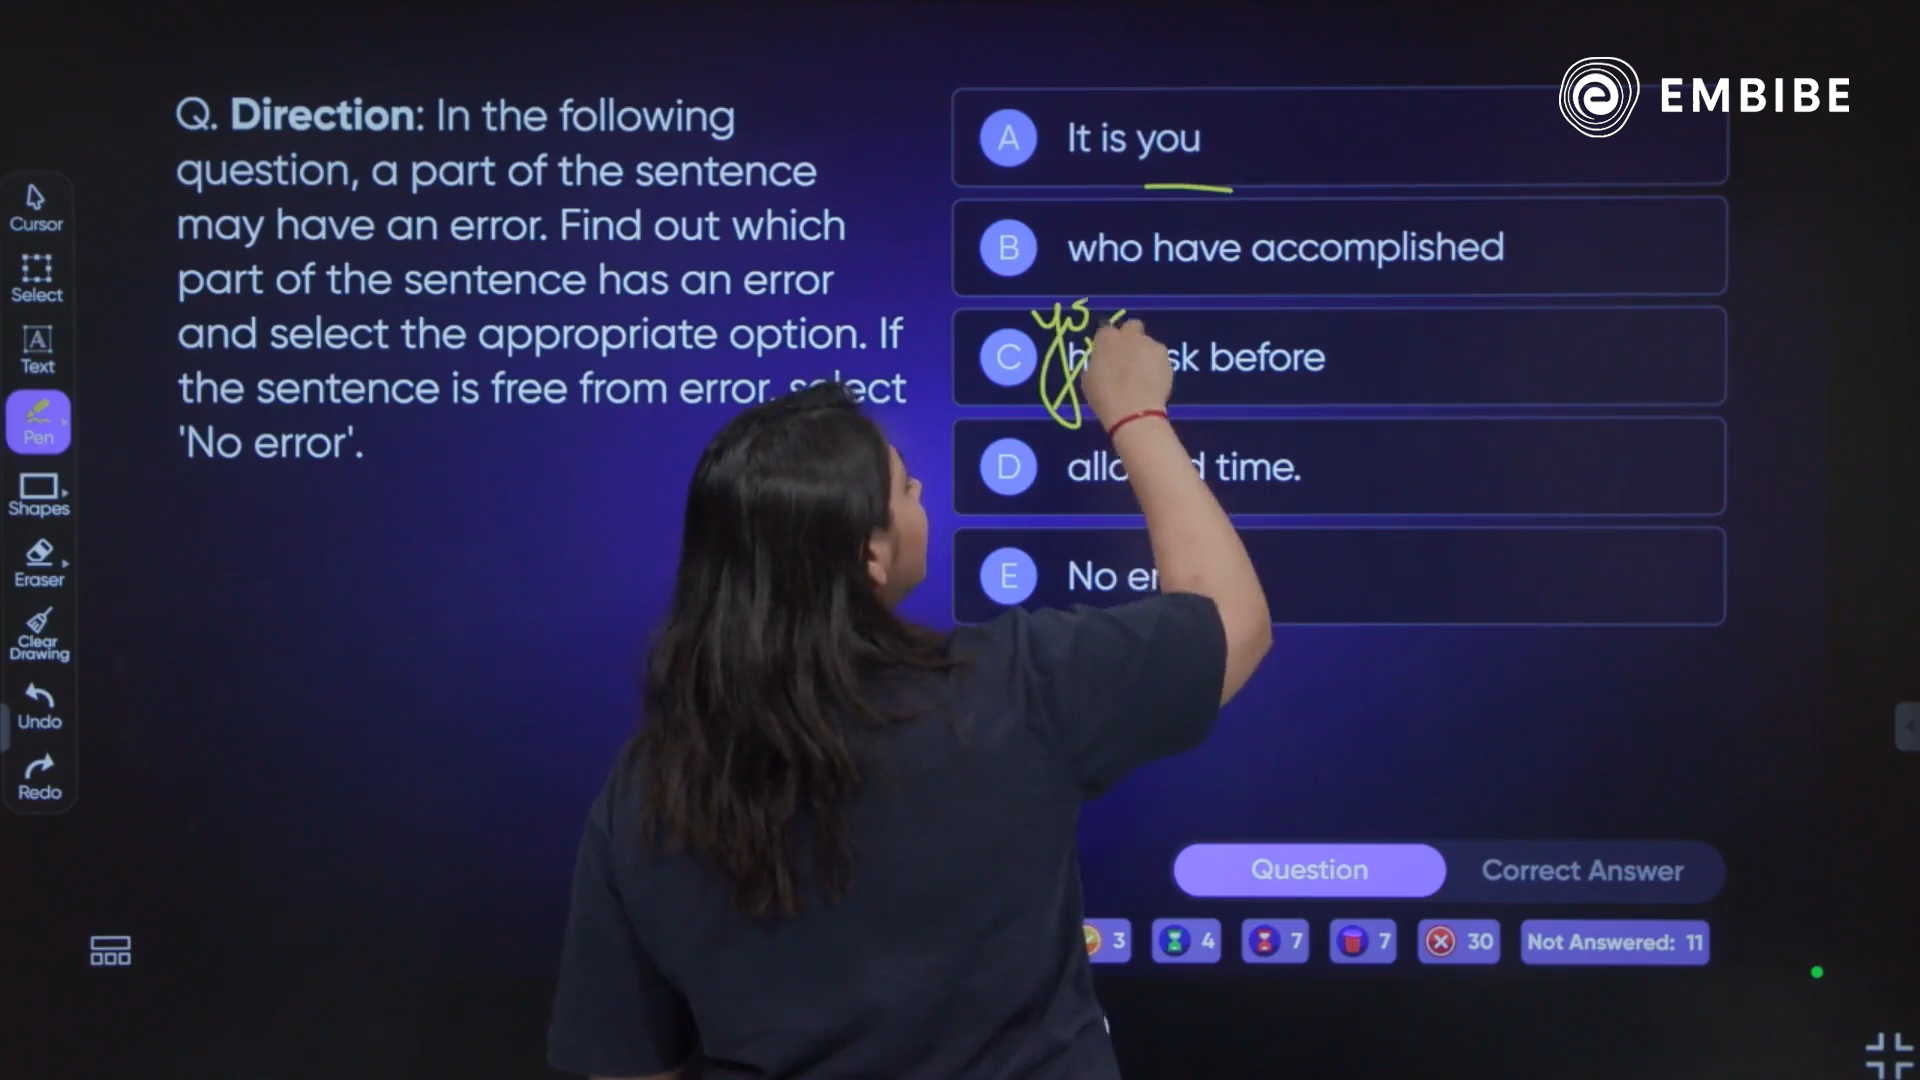 EMBIBE
Q. Direction: In the following
question, a part of the sentence
may have an error. Find out which
part of the sentence has an error
and select the appropriate option. If
the sentence is free from error, select
'No error'.
A It is you
B who have accomplished
C before
D time.
E No
Cursor
Select
Text
Pen
Shapes
Eraser
Clear
Drawing
Undo
Redo
Question
Correct Answer
3
4
7
7
30
Not Answered: 11